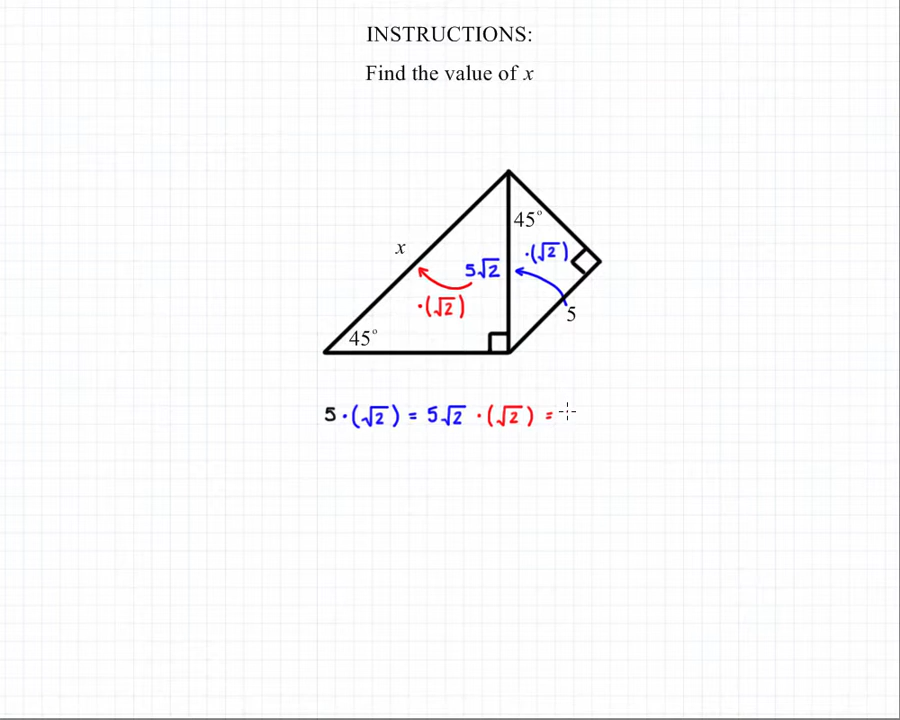 INSTRUCTIONS:
Find the value of x
45°
x
·(√2)
5√2
·(√2)
5
45°
5·(√2) = 5√2 ·(√2) =